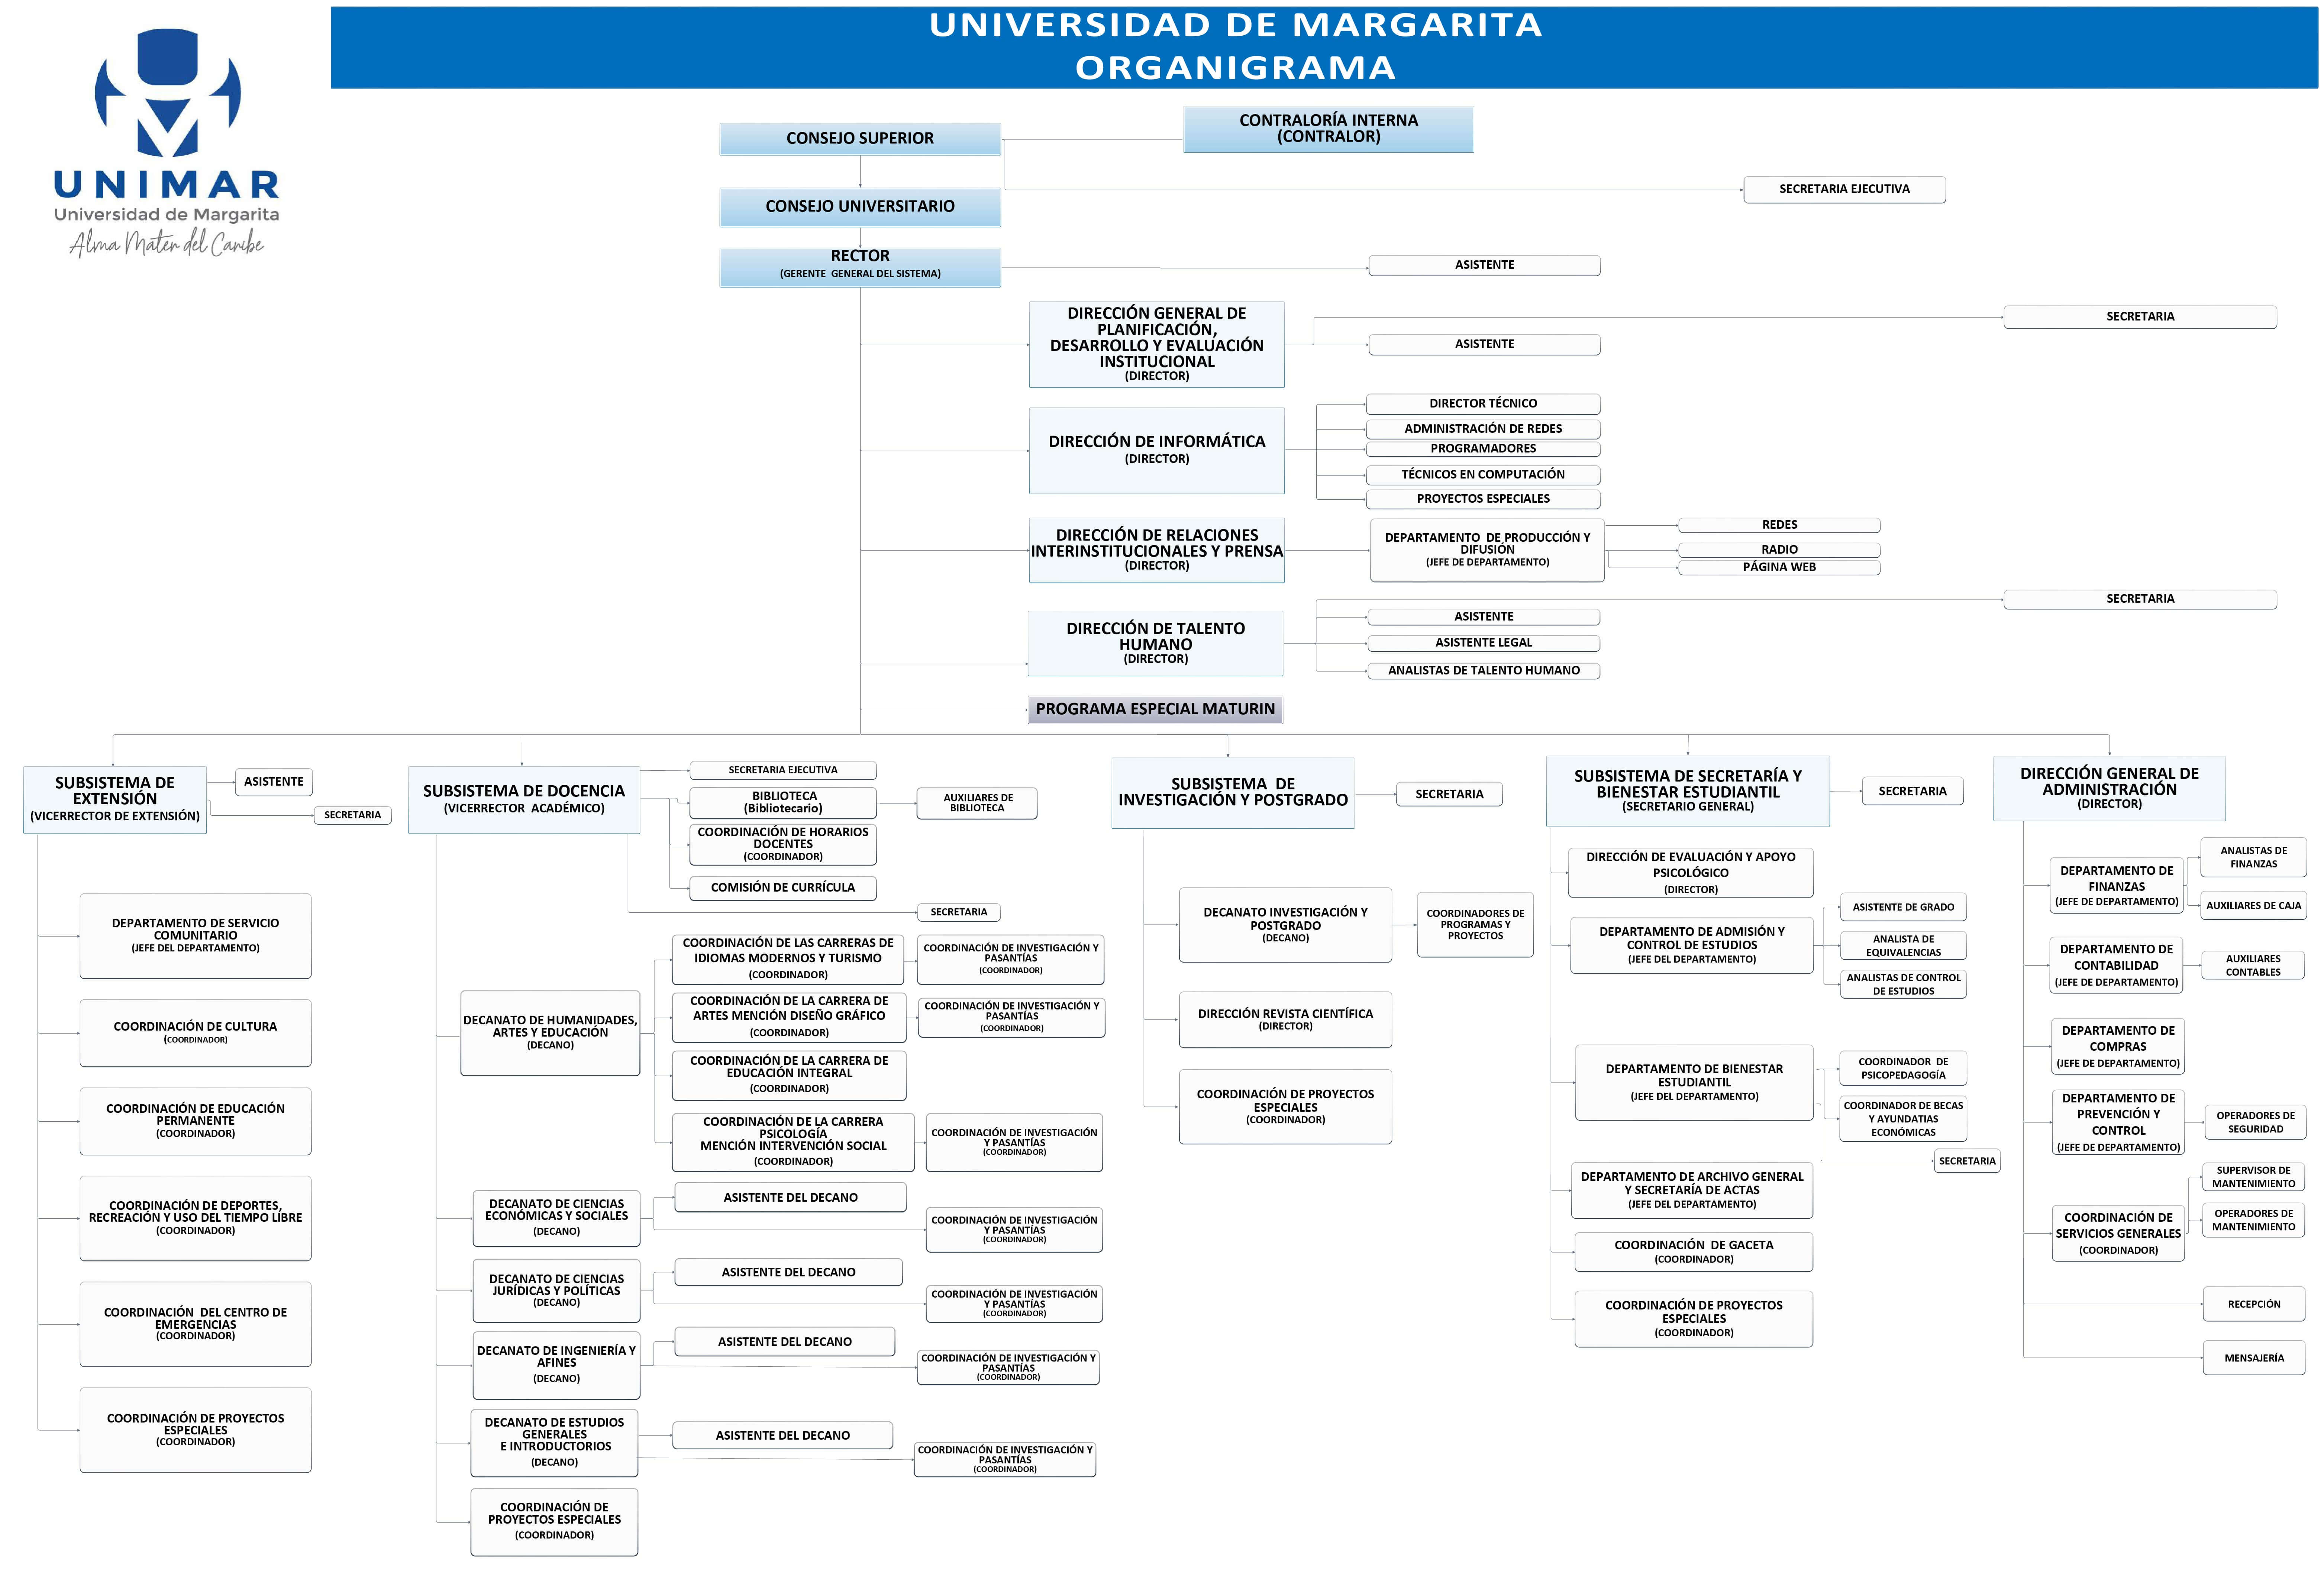 UNIVERSIDAD DE MARGARITA
ORGANIGRAMA
UNIMAR
Universidad de Margarita
Alma Mater del Caribe
CONSEJO SUPERIOR
CONTRALORÍA INTERNA
(CONTRALOR)
SECRETARIA EJECUTIVA
CONSEJO UNIVERSITARIO
RECTOR
(GERENTE GENERAL DEL SISTEMA)
ASISTENTE
DIRECCIÓN GENERAL DE
PLANIFICACIÓN,
DESARROLLO Y EVALUACIÓN
INSTITUCIONAL
(DIRECTOR)
SECRETARIA
ASISTENTE
DIRECCIÓN DE INFORMÁTICA
(DIRECTOR)
DIRECTOR TÉCNICO
ADMINISTRACIÓN DE REDES
PROGRAMADORES
TÉCNICOS EN COMPUTACIÓN
PROYECTOS ESPECIALES
DIRECCIÓN DE RELACIONES
INTERINSTITUCIONALES Y PRENSA
(DIRECTOR)
DEPARTAMENTO DE PRODUCCIÓN Y
DIFUSIÓN
(JEFE DE DEPARTAMENTO)
REDES
RADIO
PÁGINA WEB
DIRECCIÓN DE TALENTO
HUMANO
(DIRECTOR)
SECRETARIA
ASISTENTE
ASISTENTE LEGAL
ANALISTAS DE TALENTO HUMANO
PROGRAMA ESPECIAL MATURIN
SUBSISTEMA DE
EXTENSIÓN
(VICERRECTOR DE EXTENSIÓN)
ASISTENTE
SECRETARIA
DEPARTAMENTO DE SERVICIO
COMUNITARIO
(JEFE DEL DEPARTAMENTO)
COORDINACIÓN DE CULTURA
(COORDINADOR)
COORDINACIÓN DE EDUCACIÓN
PERMANENTE
(COORDINADOR)
COORDINACIÓN DE DEPORTES,
RECREACIÓN Y USO DEL TIEMPO LIBRE
(COORDINADOR)
COORDINACIÓN DEL CENTRO DE
EMERGENCIAS
(COORDINADOR)
COORDINACIÓN DE PROYECTOS
ESPECIALES
(COORDINADOR)
SUBSISTEMA DE DOCENCIA
(VICERRECTOR ACADÉMICO)
SECRETARIA EJECUTIVA
BIBLIOTECA
(Bibliotecario)
AUXILIARES DE
BIBLIOTECA
COORDINACIÓN DE HORARIOS
DOCENTES
(COORDINADOR)
COMISIÓN DE CURRÍCULA
SECRETARIA
DECANATO DE HUMANIDADES,
ARTES Y EDUCACIÓN
(DECANO)
COORDINACIÓN DE LAS CARRERAS DE
IDIOMAS MODERNOS Y TURISMO
(COORDINADOR)
COORDINACIÓN DE INVESTIGACIÓN Y
PASANTÍAS
(COORDINADOR)
COORDINACIÓN DE LA CARRERA DE
ARTES MENCIÓN DISEÑO GRÁFICO
(COORDINADOR)
COORDINACIÓN DE INVESTIGACIÓN Y
PASANTÍAS
(COORDINADOR)
COORDINACIÓN DE LA CARRERA DE
EDUCACIÓN INTEGRAL
(COORDINADOR)
COORDINACIÓN DE LA CARRERA
PSICOLOGÍA
MENCIÓN INTERVENCIÓN SOCIAL
(COORDINADOR)
COORDINACIÓN DE INVESTIGACIÓN
Y PASANTÍAS
(COORDINADOR)
DECANATO DE CIENCIAS
ECONÓMICAS Y SOCIALES
(DECANO)
ASISTENTE DEL DECANO
COORDINACIÓN DE INVESTIGACIÓN
Y PASANTÍAS
(COORDINADOR)
DECANATO DE CIENCIAS
JURÍDICAS Y POLÍTICAS
(DECANO)
ASISTENTE DEL DECANO
COORDINACIÓN DE INVESTIGACIÓN
Y PASANTÍAS
(COORDINADOR)
DECANATO DE INGENIERÍA Y
AFINES
(DECANO)
ASISTENTE DEL DECANO
COORDINACIÓN DE INVESTIGACIÓN Y
PASANTÍAS
(COORDINADOR)
DECANATO DE ESTUDIOS
GENERALES
E INTRODUCTORIOS
(DECANO)
ASISTENTE DEL DECANO
COORDINACIÓN DE INVESTIGACIÓN Y
PASANTÍAS
(COORDINADOR)
COORDINACIÓN DE
PROYECTOS ESPECIALES
(COORDINADOR)
SUBSISTEMA DE
INVESTIGACIÓN Y POSTGRADO
SECRETARIA
DECANATO INVESTIGACIÓN Y
POSTGRADO
(DECANO)
COORDINADORES DE
PROGRAMAS Y
PROYECTOS
DIRECCIÓN REVISTA CIENTÍFICA
(DIRECTOR)
COORDINACIÓN DE PROYECTOS
ESPECIALES
(COORDINADOR)
SUBSISTEMA DE SECRETARÍA Y
BIENESTAR ESTUDIANTIL
(SECRETARIO GENERAL)
SECRETARIA
DIRECCIÓN DE EVALUACIÓN Y APOYO
PSICOLÓGICO
(DIRECTOR)
DEPARTAMENTO DE ADMISIÓN Y
CONTROL DE ESTUDIOS
(JEFE DEL DEPARTAMENTO)
ASISTENTE DE GRADO
ANALISTA DE
EQUIVALENCIAS
ANALISTAS DE CONTROL
DE ESTUDIOS
DEPARTAMENTO DE BIENESTAR
ESTUDIANTIL
(JEFE DEL DEPARTAMENTO)
COORDINADOR DE
PSICOPEDAGOGÍA
COORDINADOR DE BECAS
Y AYUNDATIAS
ECONÓMICAS
SECRETARIA
DEPARTAMENTO DE ARCHIVO GENERAL
Y SECRETARÍA DE ACTAS
(JEFE DEL DEPARTAMENTO)
COORDINACIÓN DE GACETA
(COORDINADOR)
COORDINACIÓN DE PROYECTOS
ESPECIALES
(COORDINADOR)
DIRECCIÓN GENERAL DE
ADMINISTRACIÓN
(DIRECTOR)
DEPARTAMENTO DE
FINANZAS
(JEFE DE DEPARTAMENTO)
ANALISTAS DE
FINANZAS
AUXILIARES DE CAJA
DEPARTAMENTO DE
CONTABILIDAD
(JEFE DE DEPARTAMENTO)
AUXILIARES
CONTABLES
DEPARTAMENTO DE
COMPRAS
(JEFE DE DEPARTAMENTO)
DEPARTAMENTO DE
PREVENCIÓN Y
CONTROL
(JEFE DE DEPARTAMENTO)
OPERADORES DE
SEGURIDAD
SUPERVISOR DE
MANTENIMIENTO
OPERADORES DE
MANTENIMIENTO
COORDINACIÓN DE
SERVICIOS GENERALES
(COORDINADOR)
RECEPCIÓN
MENSAJERÍA